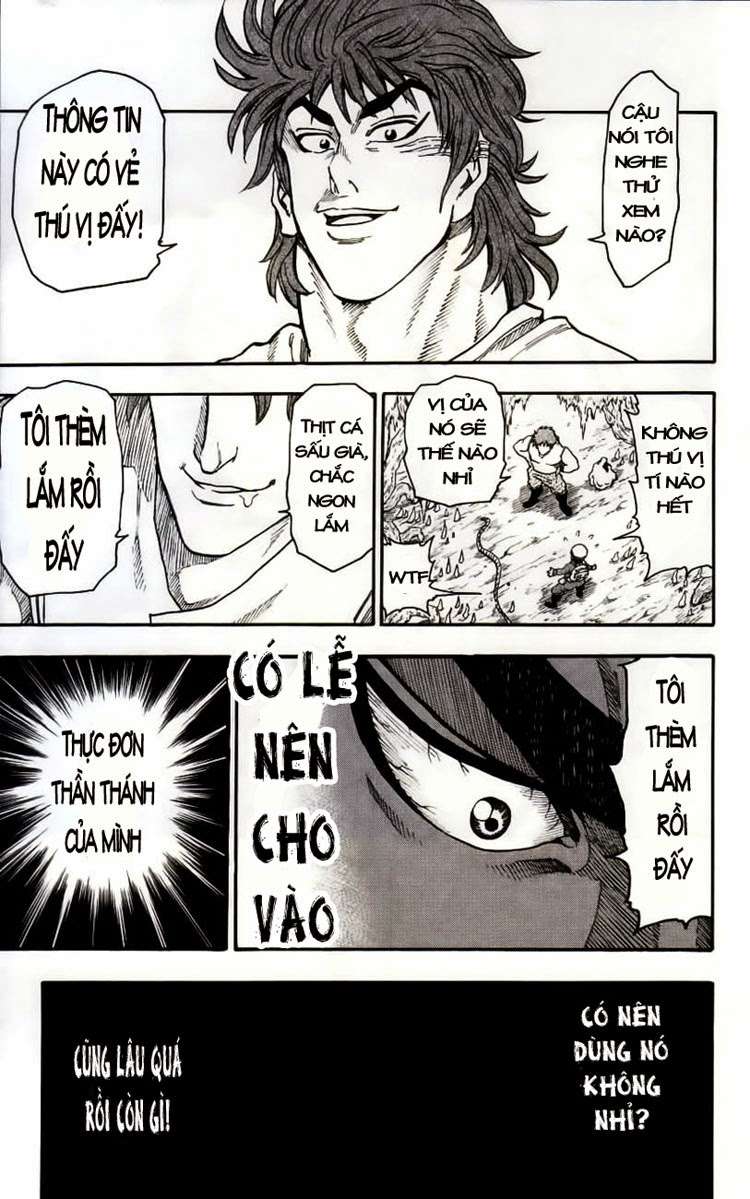 CẬU
NÓI TÔI
NGHE
THỬ
XEM
NÀO?
THÔNG TIN
NÀY CÓ VẺ
THÚ VỊ ĐẤY!
KHÔNG
THÚ VỊ
TÍ NÀO
HẾT
VỊ CỦA
NÓ SẼ
THẾ NÀO
NHỈ
WTF
THỊT CÁ
SẤU GIÀ,
CHẮC
NGON
LẮM
TÔI THÈM
LẮM RỒI
ĐẤY
TÔI
THÈM
LẮM
RỒI
ĐẤY
CÓ LỄ
NÊN
CHO
VÀO
THỰC ĐƠN
THẦN THÁNH
CỦA MÌNH
CÓ NÊN
DÙNG NÓ
KHÔNG
NHỈ?
CŨNG LÂU QUÁ
RỒI CÒN GÌ!